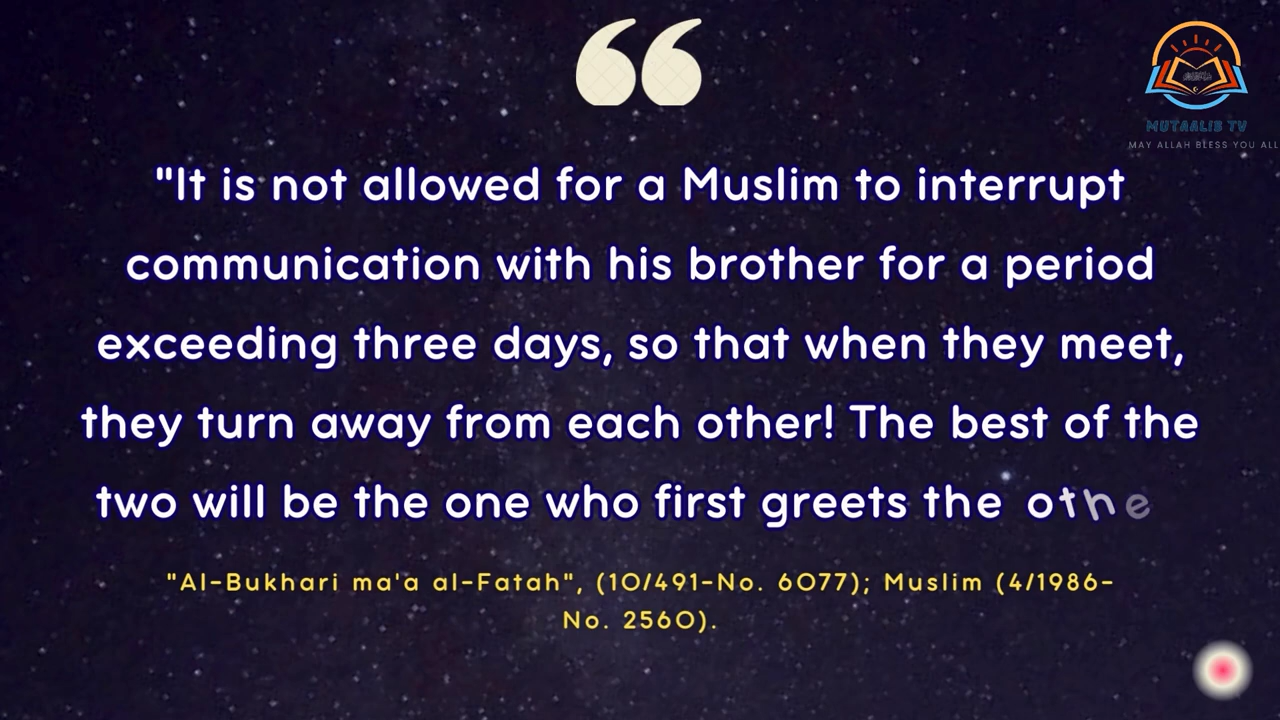 MUTAALIB TV
MAY ALLAH BLESS YOU ALL
"It is not allowed for a Muslim to interrupt
communication with his brother for a period
exceeding three days, so that when they meet,
they turn away from each other! The best of the
two will be the one who first greets the othe
"Al-Bukhari ma'a al-Fatah", (10/491-No. 6077); Muslim (4/1986-
No. 2560).